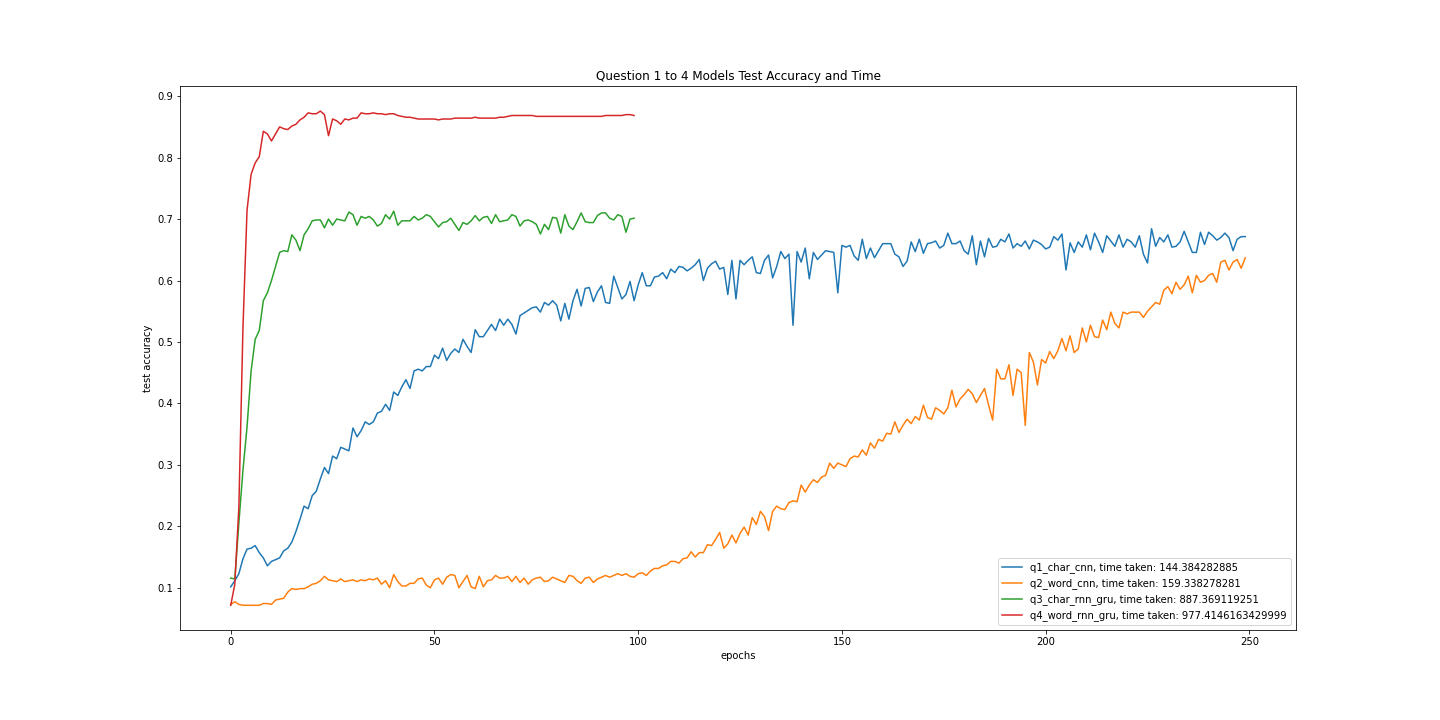 Question 1 to 4 Models Test Accuracy and Time
0.9
0.8
0.7
0.6
0.5
0.4
0.3
0.2
0.1
test accuracy
q1_char_cnn, time taken: 144.384282885
q2_word_cnn, time taken: 159.338278281
q3_char_rnn_gru, time taken: 887.369119251
q4_word_rnn_gru, time taken: 977.4146163429999
0 50 100 150 200 250
epochs